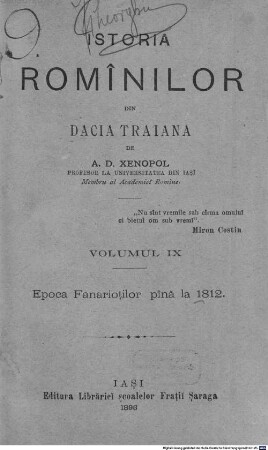 Gheorghiu
ISTORIA
ROMÎNILOR
DIN
DACIA TRAIANA
DE
A. D. XENOPOL
PROFESOR LA UNIVERSITATEA DIN IAȘI
Membru al Academiei Române.
„Nu sînt vremile sub cîrma omului
ci bietul om sub vremi".
Miron Costin
VOLUMUL IX
Epoca Fanarioților pînă la 1812.
IAȘI
Editura Librăriei școalelor Frații Șaraga
1896